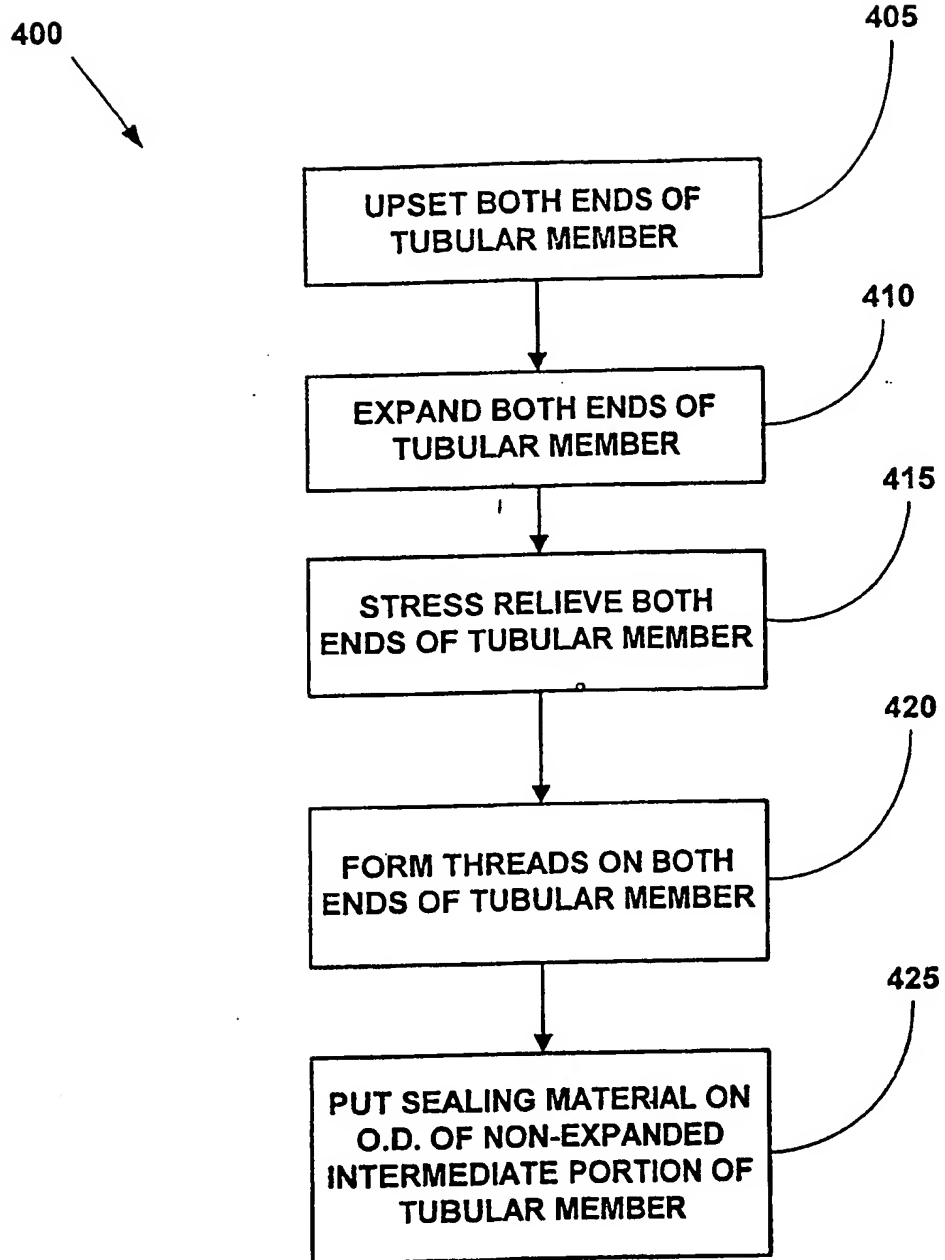 400
405
UPSET BOTH ENDS OF
TUBULAR MEMBER
410
EXPAND BOTH ENDS OF
TUBULAR MEMBER
415
STRESS RELIEVE BOTH
ENDS OF TUBULAR MEMBER
420
FORM THREADS ON BOTH
ENDS OF TUBULAR MEMBER
425
PUT SEALING MATERIAL ON
O.D. OF NON-EXPANDED
INTERMEDIATE PORTION OF
TUBULAR MEMBER